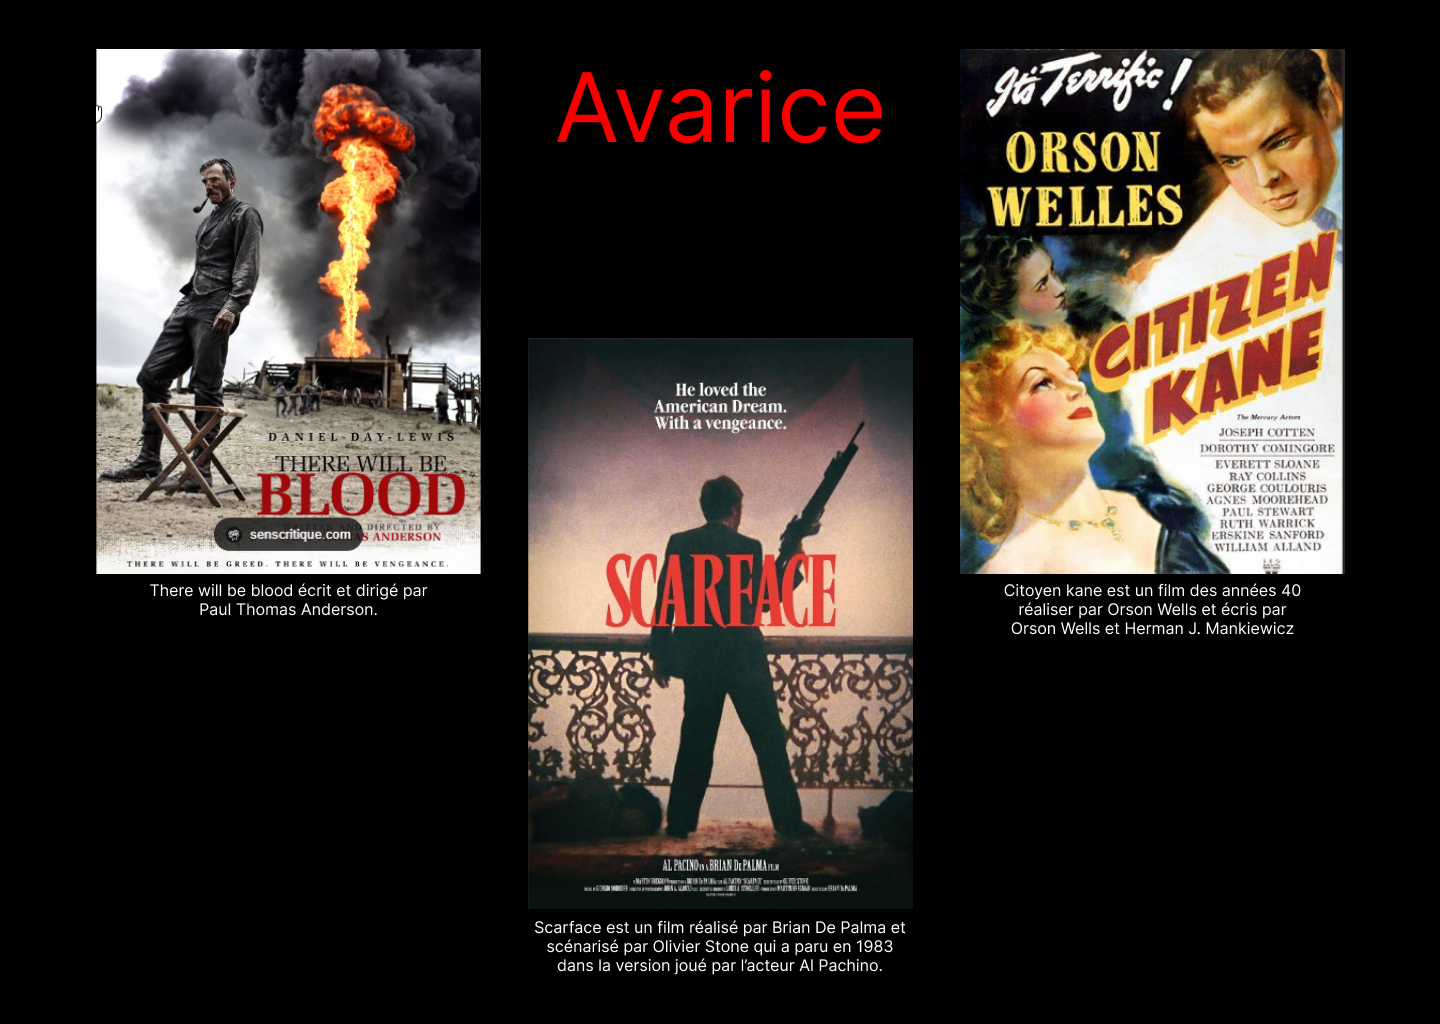 Avarice
DANIEL-DAY-LEWIS
THERE WILL BE
BLOOD
AND DIRECTED BY
senscritique.com
AS ANDERSON
THERE WILL BE GREED. THERE WILL BE VENGEANCE.
There will be blood écrit et dirigé par
Paul Thomas Anderson.
He loved the
American Dream.
With a vengeance.
SCARFACE
AL PACINO IN A BRIAN DE PALMA FILM
Scarface est un film réalisé par Brian De Palma et
scénarisé par Olivier Stone qui a paru en 1983
dans la version joué par l’acteur Al Pachino.
It's Terrific!
ORSON
WELLES
CITIZEN
KANE
The Mercury Actors
JOSEPH COTTEN
DOROTHY COMINGORE
EVERETT SLOANE
RAY COLLINS
GEORGE COULOURIS
AGNES MOOREHEAD
PAUL STEWART
RUTH WARRICK
ERSKINE SANFORD
WILLIAM ALLAND
Citoyen kane est un film des années 40
réaliser par Orson Wells et écris par
Orson Wells et Herman J. Mankiewicz